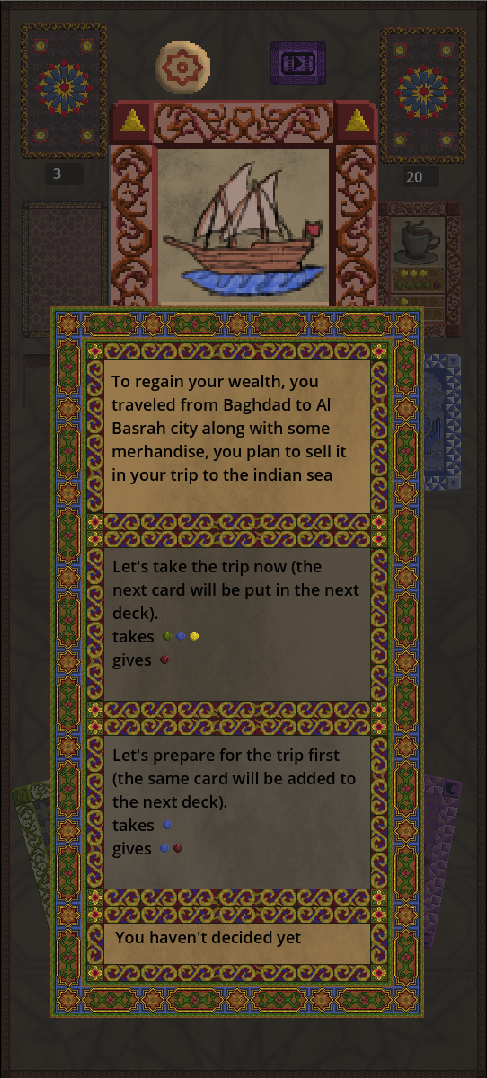 3
20
To regain your wealth, you
traveled from Baghdad to Al
Basrah city along with some
merhandise, you plan to sell it
in your trip to the indian sea
Let's take the trip now (the
next card will be put in the next
deck).
takes
gives
Let's prepare for the trip first
(the same card will be added to
the next deck).
takes
gives
You haven't decided yet